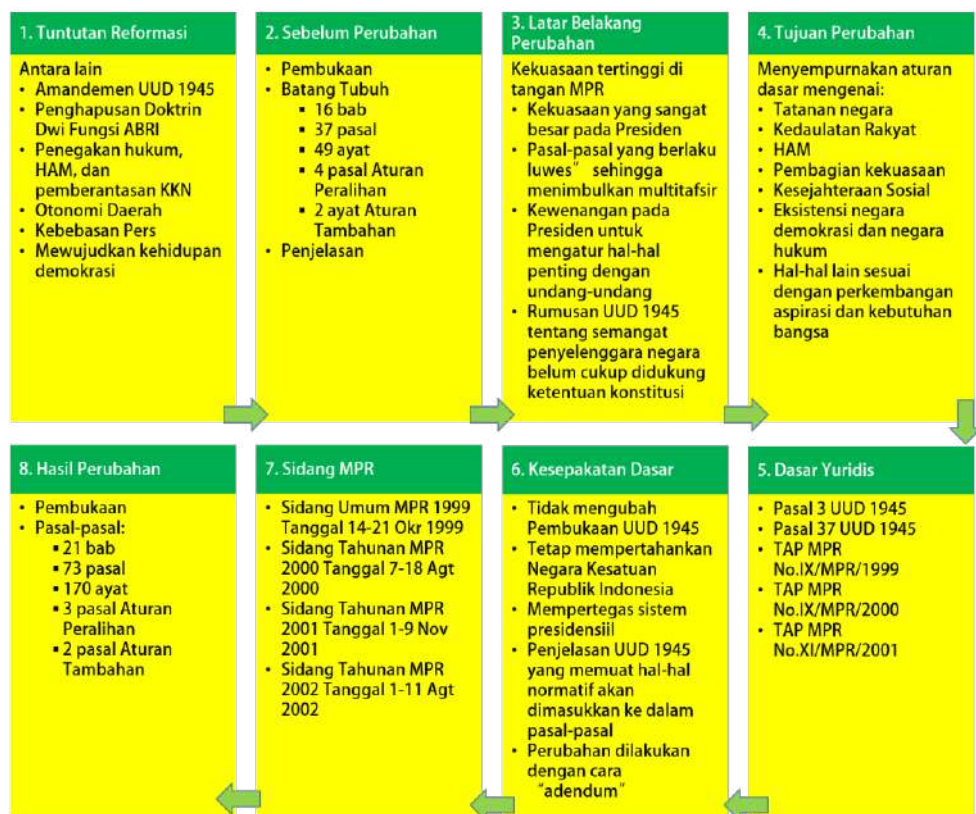 1. Tuntutan Reformasi
Antara lain
• Amandemen UUD 1945
• Penghapusan Doktrin
Dwi Fungsi ABRI
• Penegakan hukum,
HAM, dan
pemberantasan KKN
• Otonomi Daerah
• Kebebasan Pers
• Mewujudkan kehidupan
demokrasi
2. Sebelum Perubahan
• Pembukaan
• Batang Tubuh
▪ 16 bab
▪ 37 pasal
▪ 49 ayat
▪ 4 pasal Aturan
Peralihan
▪ 2 ayat Aturan
Tambahan
• Penjelasan
3. Latar Belakang
Perubahan
Kekuasaan tertinggi di
tangan MPR
• Kekuasaan yang sangat
besar pada Presiden
• Pasal-pasal yang berlaku
luwes” sehingga
menimbulkan multitafsir
• Kewenangan pada
Presiden untuk
mengatur hal-hal
penting dengan
undang-undang
• Rumusan UUD 1945
tentang semangat
penyelenggara negara
belum cukup didukung
ketentuan konstitusi
4. Tujuan Perubahan
Menyempurnakan aturan
dasar mengenai:
• Tatanan negara
• Kedaulatan Rakyat
• HAM
• Pembagian kekuasaan
• Kesejahteraan Sosial
• Eksistensi negara
demokrasi dan negara
hukum
• Hal-hal lain sesuai
dengan perkembangan
aspirasi dan kebutuhan
bangsa
5. Dasar Yuridis
• Pasal 3 UUD 1945
• Pasal 37 UUD 1945
• TAP MPR
No.IX/MPR/1999
• TAP MPR
No.IX/MPR/2000
• TAP MPR
No.XI/MPR/2001
6. Kesepakatan Dasar
• Tidak mengubah
Pembukaan UUD 1945
• Tetap mempertahankan
Negara Kesatuan
Republik Indonesia
• Mempertegas sistem
presidensiil
• Penjelasan UUD 1945
yang memuat hal-hal
normatif akan
dimasukkan ke dalam
pasal-pasal
• Perubahan dilakukan
dengan cara
“adendum”
7. Sidang MPR
• Sidang Umum MPR 1999
Tanggal 14-21 Okr 1999
• Sidang Tahunan MPR
2000 Tanggal 7-18 Agt
2000
• Sidang Tahunan MPR
2001 Tanggal 1-9 Nov
2001
• Sidang Tahunan MPR
2002 Tanggal 1-11 Agt
2002
8. Hasil Perubahan
• Pembukaan
• Pasal-pasal:
▪ 21 bab
▪ 73 pasal
▪ 170 ayat
▪ 3 pasal Aturan
Peralihan
▪ 2 pasal Aturan
Tambahan